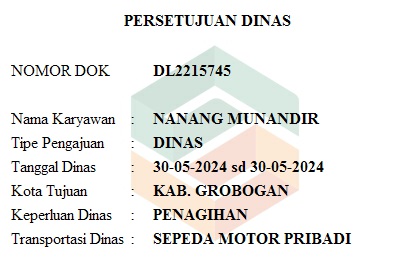 PERSETUJUAN DINAS
NOMOR DOK DL2215745
Nama Karyawan : NANANG MUNANDIR
Tipe Pengajuan : DINAS
Tanggal Dinas : 30-05-2024 sd 30-05-2024
Kota Tujuan : KAB. GROBOGAN
Keperluan Dinas : PENAGIHAN
Transportasi Dinas : SEPEDA MOTOR PRIBADI